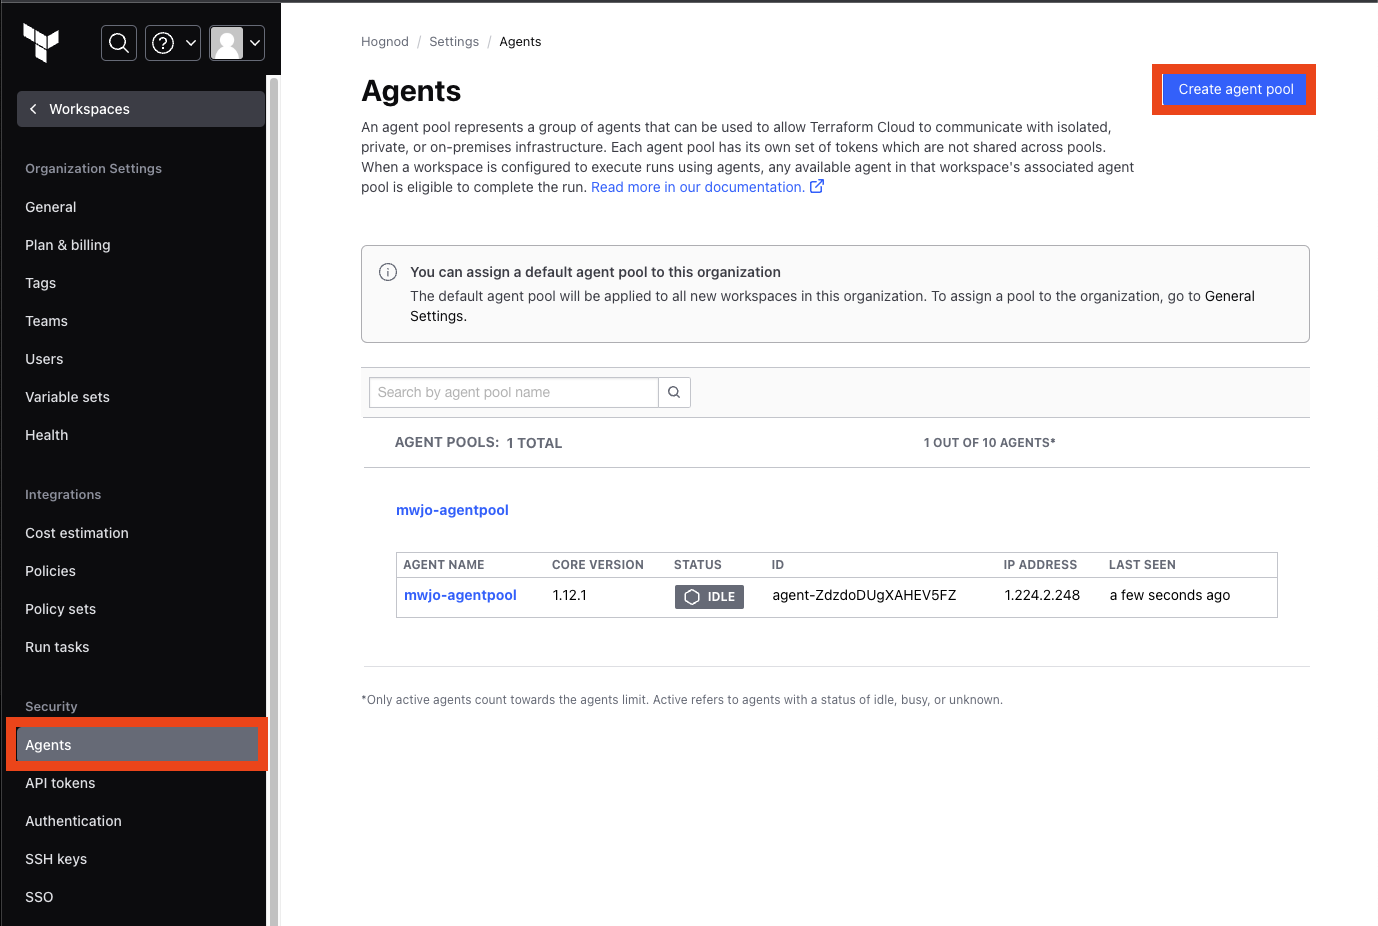 Workspaces
Organization Settings
General
Plan & billing
Tags
Teams
Users
Variable sets
Health
Integrations
Cost estimation
Policies
Policy sets
Run tasks
Security
Agents
API tokens
Authentication
SSH keys
SSO
Hognod / Settings / Agents
Agents
Create agent pool
An agent pool represents a group of agents that can be used to allow Terraform Cloud to communicate with isolated,
private, or on-premises infrastructure. Each agent pool has its own set of tokens which are not shared across pools.
When a workspace is configured to execute runs using agents, any available agent in that workspace's associated agent
pool is eligible to complete the run. Read more in our documentation.
You can assign a default agent pool to this organization
The default agent pool will be applied to all new workspaces in this organization. To assign a pool to the organization, go to General
Settings.
Search by agent pool name
AGENT POOLS: 1 TOTAL 1 OUT OF 10 AGENTS*
mwjo-agentpool
AGENT NAME CORE VERSION STATUS ID IP ADDRESS LAST SEEN
mwjo-agentpool 1.12.1 IDLE agent-ZdzdoDUgXAHEV5FZ 1.224.2.248 a few seconds ago
*Only active agents count towards the agents limit. Active refers to agents with a status of idle, busy, or unknown.